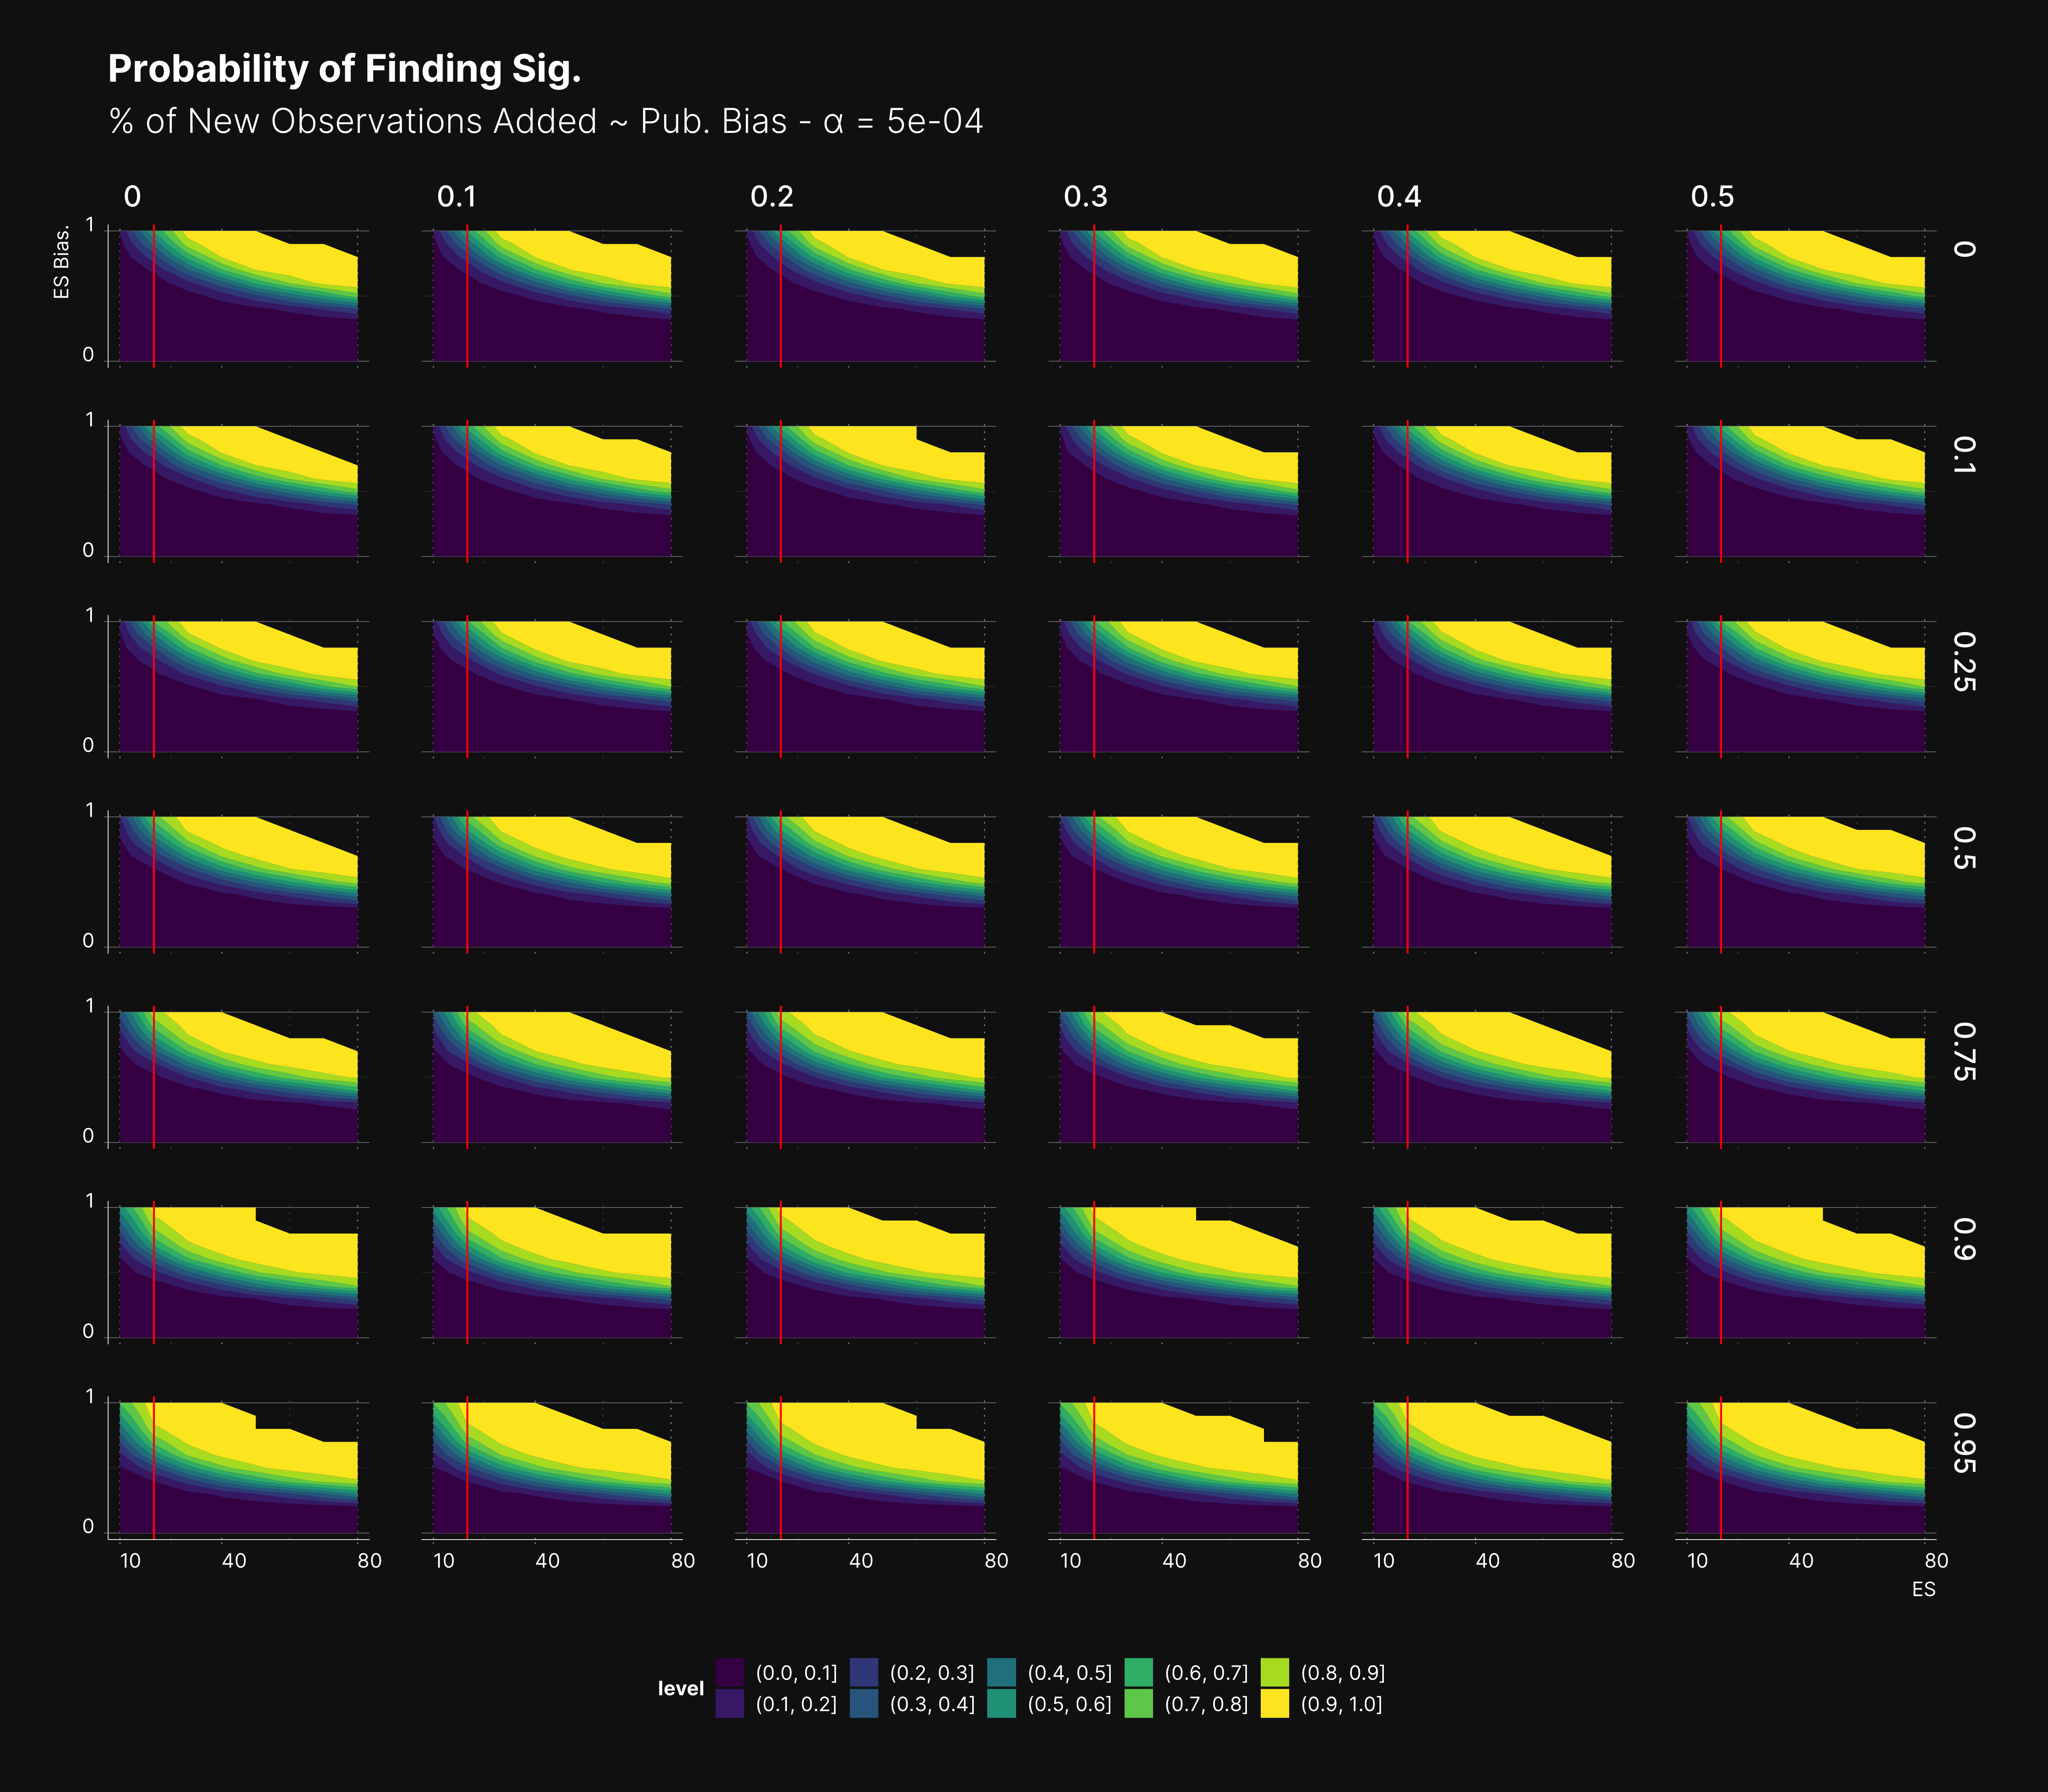 Probability of Finding Sig.
% of New Observations Added ~ Pub. Bias - α = 5e-04
0 0.1 0.2 0.3 0.4 0.5
ES Bias.
1
0
0
1
0
0.1
1
0
0.25
1
0
0.5
1
0
0.75
1
0
0.9
1
0
0.95
10 40 80 10 40 80 10 40 80 10 40 80 10 40 80 10 40 80
ES
level
(0.0, 0.1] (0.2, 0.3] (0.4, 0.5] (0.6, 0.7] (0.8, 0.9]
(0.1, 0.2] (0.3, 0.4] (0.5, 0.6] (0.7, 0.8] (0.9, 1.0]